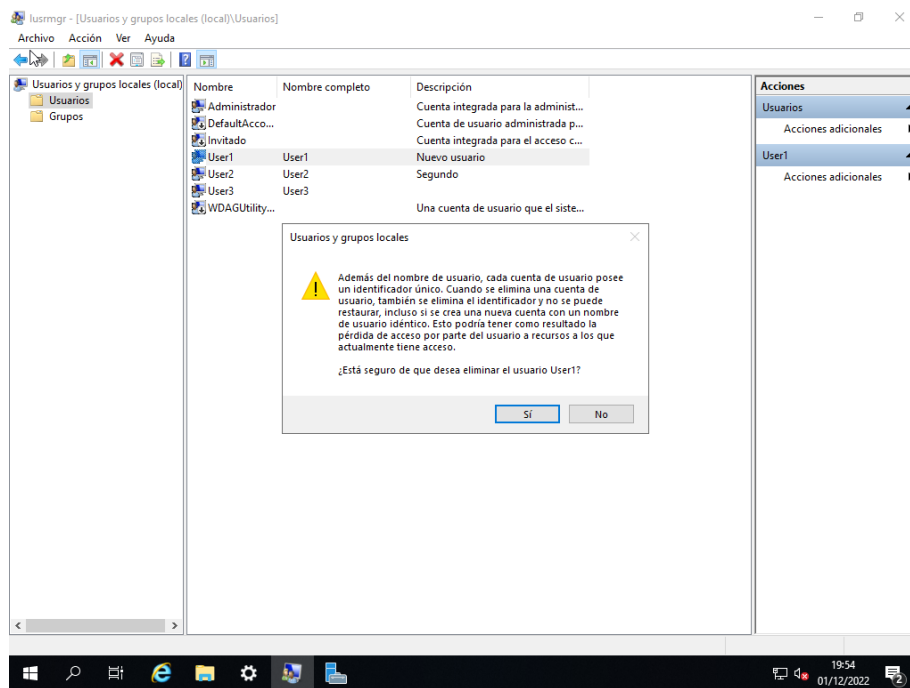 lusrmgr - [Usuarios y grupos locales (local)\Usuarios]
Archivo Acción Ver Ayuda
Usuarios y grupos locales (local)
Usuarios
Grupos
Nombre Nombre completo Descripción
Administrador Cuenta integrada para la administ...
DefaultAcco... Cuenta de usuario administrada p...
Invitado Cuenta integrada para el acceso c...
User1 User1 Nuevo usuario
User2 User2 Segundo
User3 User3
WDAGUtility... Una cuenta de usuario que el siste...
Acciones
Usuarios
Acciones adicionales
User1
Acciones adicionales
Usuarios y grupos locales
Además del nombre de usuario, cada cuenta de usuario posee
un identificador único. Cuando se elimina una cuenta de
usuario, también se elimina el identificador y no se puede
restaurar, incluso si se crea una nueva cuenta con un nombre
de usuario idéntico. Esto podría tener como resultado la
pérdida de acceso por parte del usuario a recursos a los que
actualmente tiene acceso.
¿Está seguro de que desea eliminar el usuario User1?
Sí No
19:54
01/12/2022
2